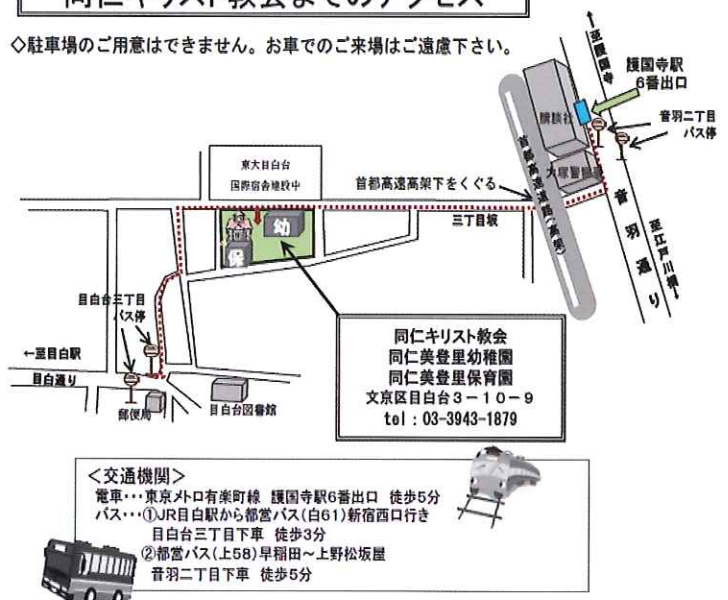 同仁キリスト教会までのアクセス
◇駐車場のご用意はできません。お車でのご来場はご遠慮下さい。
↑至護国寺
護国寺駅
6番出口
講談社
音羽二丁目
バス停
大塚警察署
東大目白台
国際宿舎建設中
首都高速高架下をくぐる
首都高速道路(高架)
音羽通り
至江戸川橋→
三丁目坂
幼
保
目白台三丁目
バス停
←至目白駅
目白通り
郵便局
目白台図書館
同仁キリスト教会
同仁美登里幼稚園
同仁美登里保育園
文京区目白台3-10-9
tel:03-3943-1879
<交通機関>
電車・・・東京メトロ有楽町線 護国寺駅6番出口 徒歩5分
バス・・・①JR目白駅から都営バス(白61)新宿西口行き
目白台三丁目下車 徒歩3分
②都営バス(上58)早稲田~上野松坂屋
音羽二丁目下車 徒歩5分